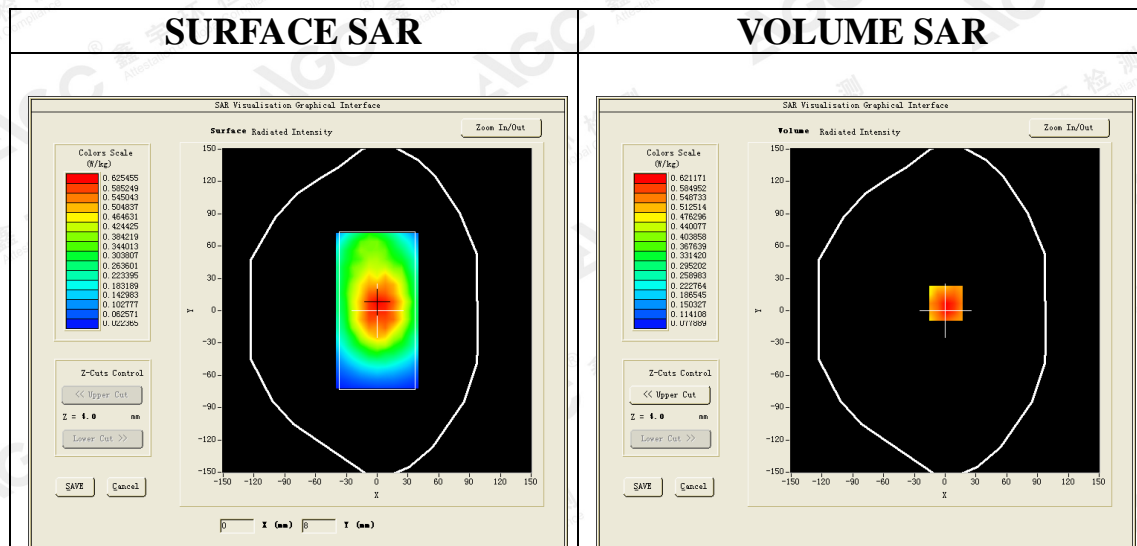 SURFACE SAR
VOLUME SAR
SAR Visualisation Graphical Interface
Surface Radiated Intensity
Zoom In/Out
Colors Scale
(W/kg)
0.625455
0.585249
0.545043
0.504837
0.464631
0.424425
0.384219
0.344013
0.303807
0.263601
0.223395
0.183189
0.142983
0.102777
0.062571
0.022365
150
120
90
60
30
0
-30
-60
-90
-120
-150
Y
-150 -120 -90 -60 -30 0 30 60 90 120 150
X
Z-Cuts Control
<< Upper Cut
Z = 4.0 mm
Lower Cut >>
SAVE Cancel
0 X (mm) 8 Y (mm)
SAR Visualisation Graphical Interface
Volume Radiated Intensity
Zoom In/Out
Colors Scale
(W/kg)
0.621171
0.584952
0.548733
0.512514
0.476296
0.440077
0.403858
0.367639
0.331420
0.295202
0.258983
0.222764
0.186545
0.150327
0.114108
0.077889
150
120
90
60
30
0
-30
-60
-90
-120
-150
Y
-150 -120 -90 -60 -30 0 30 60 90 120 150
X
Z-Cuts Control
<< Upper Cut
Z = 4.0 mm
Lower Cut >>
SAVE Cancel